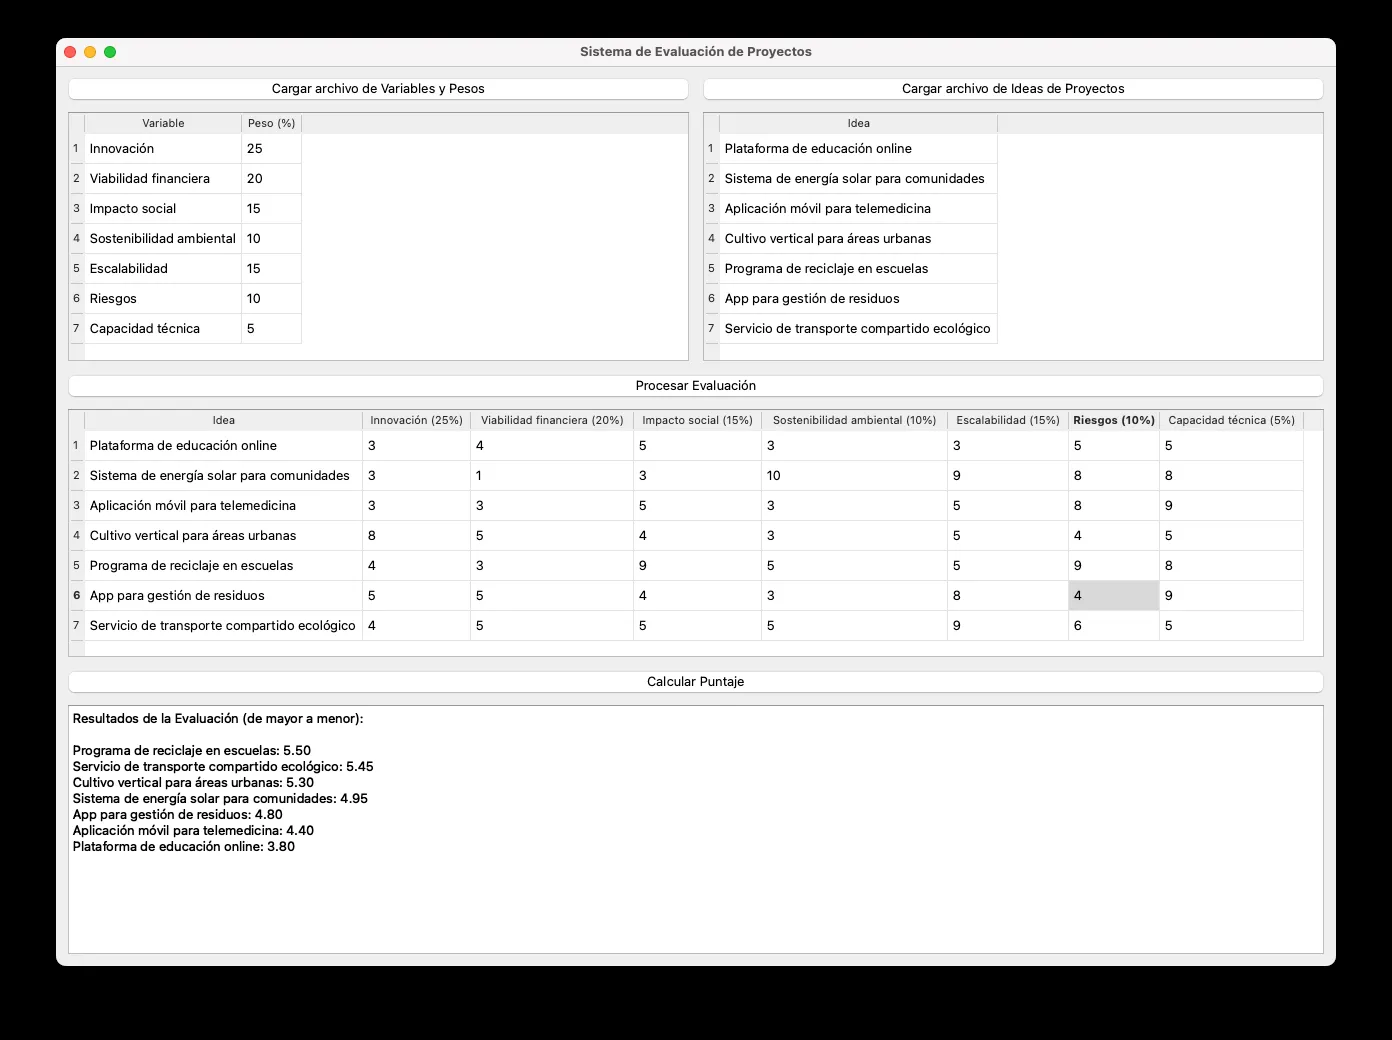 Sistema de Evaluación de Proyectos
Cargar archivo de Variables y Pesos
Variable Peso (%)
1 Innovación 25
2 Viabilidad financiera 20
3 Impacto social 15
4 Sostenibilidad ambiental 10
5 Escalabilidad 15
6 Riesgos 10
7 Capacidad técnica 5
Cargar archivo de Ideas de Proyectos
Idea
1 Plataforma de educación online
2 Sistema de energía solar para comunidades
3 Aplicación móvil para telemedicina
4 Cultivo vertical para áreas urbanas
5 Programa de reciclaje en escuelas
6 App para gestión de residuos
7 Servicio de transporte compartido ecológico
Procesar Evaluación
Idea Innovación (25%) Viabilidad financiera (20%) Impacto social (15%) Sostenibilidad ambiental (10%) Escalabilidad (15%) Riesgos (10%) Capacidad técnica (5%)
1 Plataforma de educación online 3 4 5 3 3 5 5
2 Sistema de energía solar para comunidades 3 1 3 10 9 8 8
3 Aplicación móvil para telemedicina 3 3 5 3 5 8 9
4 Cultivo vertical para áreas urbanas 8 5 4 3 5 4 5
5 Programa de reciclaje en escuelas 4 3 9 5 5 9 8
6 App para gestión de residuos 5 5 4 3 8 4 9
7 Servicio de transporte compartido ecológico 4 5 5 5 9 6 5
Calcular Puntaje
Resultados de la Evaluación (de mayor a menor):
Programa de reciclaje en escuelas: 5.50
Servicio de transporte compartido ecológico: 5.45
Cultivo vertical para áreas urbanas: 5.30
Sistema de energía solar para comunidades: 4.95
App para gestión de residuos: 4.80
Aplicación móvil para telemedicina: 4.40
Plataforma de educación online: 3.80